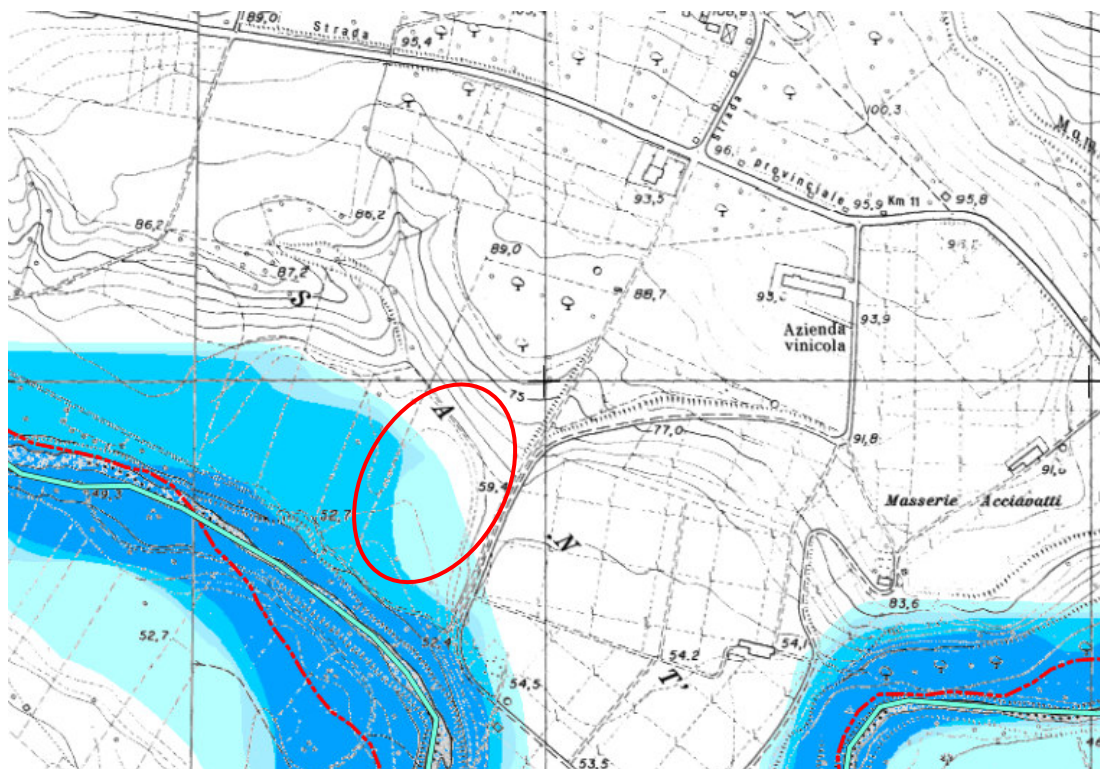 89,0
Strada
95,4
100,3
Strada
96,
provinciale
95,9
Km 11
95,8
93,5
86,2
86,2
89,0
87,2
88,7
S
93,9
Azienda
vinicola
75
A
77,0
91,8
59,4
Masserie Acciavatti
49,3
52,7
N
83,6
52,7
52,4
54,2
54,1
T'
54,5
53,5